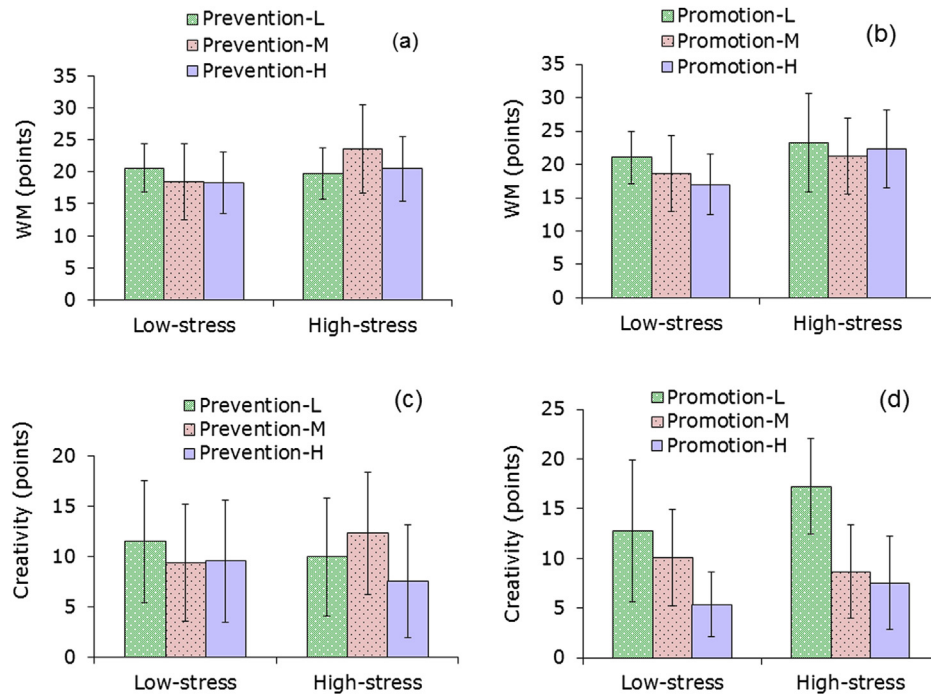 Prevention-L
Prevention-M
Prevention-H
(a)
WM (points)
35
30
25
20
15
10
5
0
Low-stress High-stress
Promotion-L
Promotion-M
Promotion-H
(b)
WM (points)
35
30
25
20
15
10
5
0
Low-stress High-stress
Prevention-L
Prevention-M
Prevention-H
(c)
Creativity (points)
20
15
10
5
0
Low-stress High-stress
Promotion-L
Promotion-M
Promotion-H
(d)
Creativity (points)
25
20
15
10
5
0
Low-stress High-stress